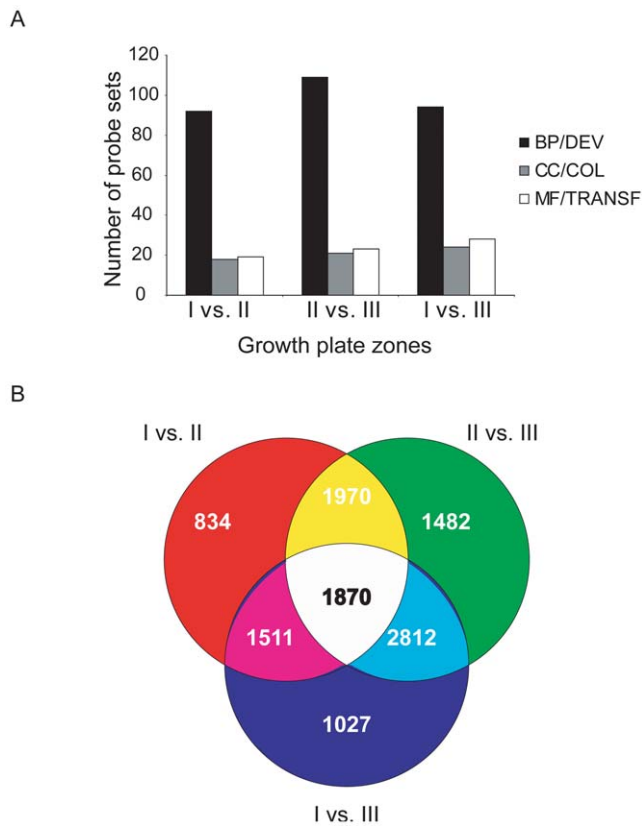 A
120
100
80
60
40
20
0
Number of probe sets
I vs. II
II vs. III
I vs. III
Growth plate zones
BP/DEV
CC/COL
MF/TRANSF
B
I vs. II
II vs. III
1970
834
1482
1870
1511
2812
1027
I vs. III